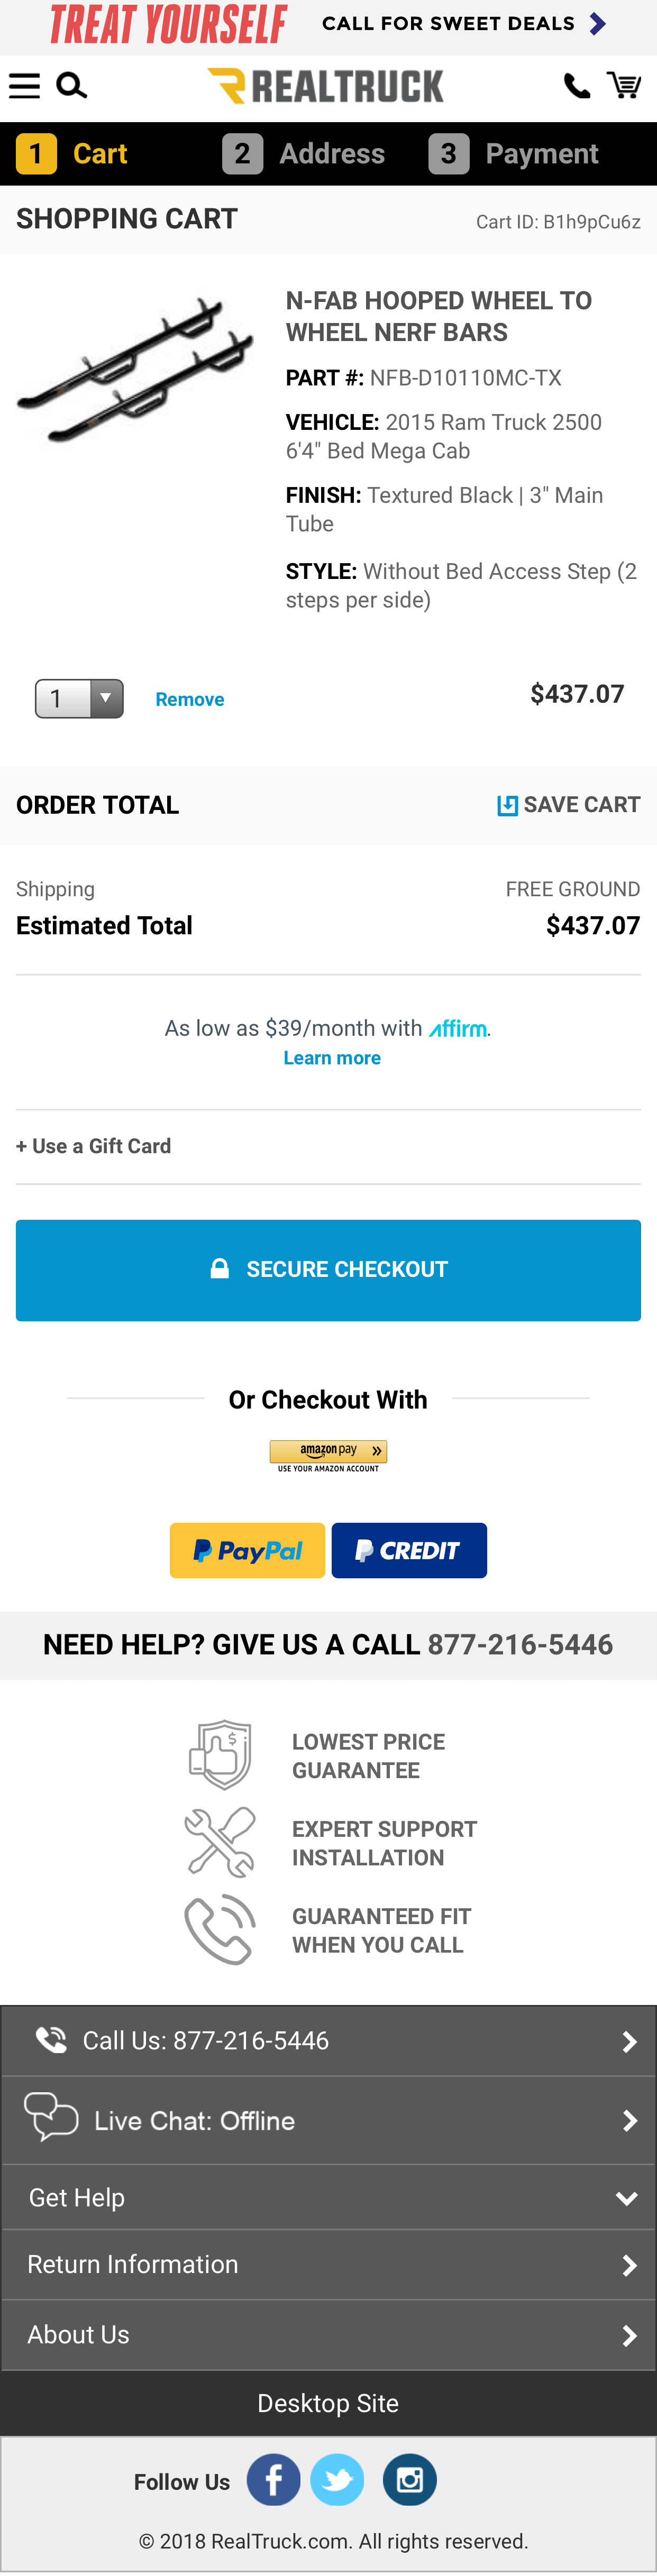 TREAT YOURSELF CALL FOR SWEET DEALS
REALTRUCK
1 Cart 2 Address 3 Payment
SHOPPING CART Cart ID: B1h9pCu6z
N-FAB HOOPED WHEEL TO
WHEEL NERF BARS
PART #: NFB-D10110MC-TX
VEHICLE: 2015 Ram Truck 2500
6'4" Bed Mega Cab
FINISH: Textured Black | 3" Main
Tube
STYLE: Without Bed Access Step (2
steps per side)
1 Remove $437.07
ORDER TOTAL SAVE CART
Shipping FREE GROUND
Estimated Total $437.07
As low as $39/month with affirm.
Learn more
+ Use a Gift Card
SECURE CHECKOUT
Or Checkout With
amazon pay
USE YOUR AMAZON ACCOUNT
PayPal CREDIT
NEED HELP? GIVE US A CALL 877-216-5446
LOWEST PRICE
GUARANTEE
EXPERT SUPPORT
INSTALLATION
GUARANTEED FIT
WHEN YOU CALL
Call Us: 877-216-5446
Live Chat: Offline
Get Help
Return Information
About Us
Desktop Site
Follow Us
© 2018 RealTruck.com. All rights reserved.